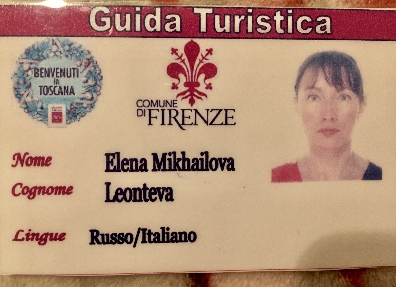 Guida Turistica
BENVENUTI
IN
TOSCANA
COMUNE
DI FIRENZE
Nome Elena Mikhailova
Cognome Leonteva
Lingue Russo/Italiano